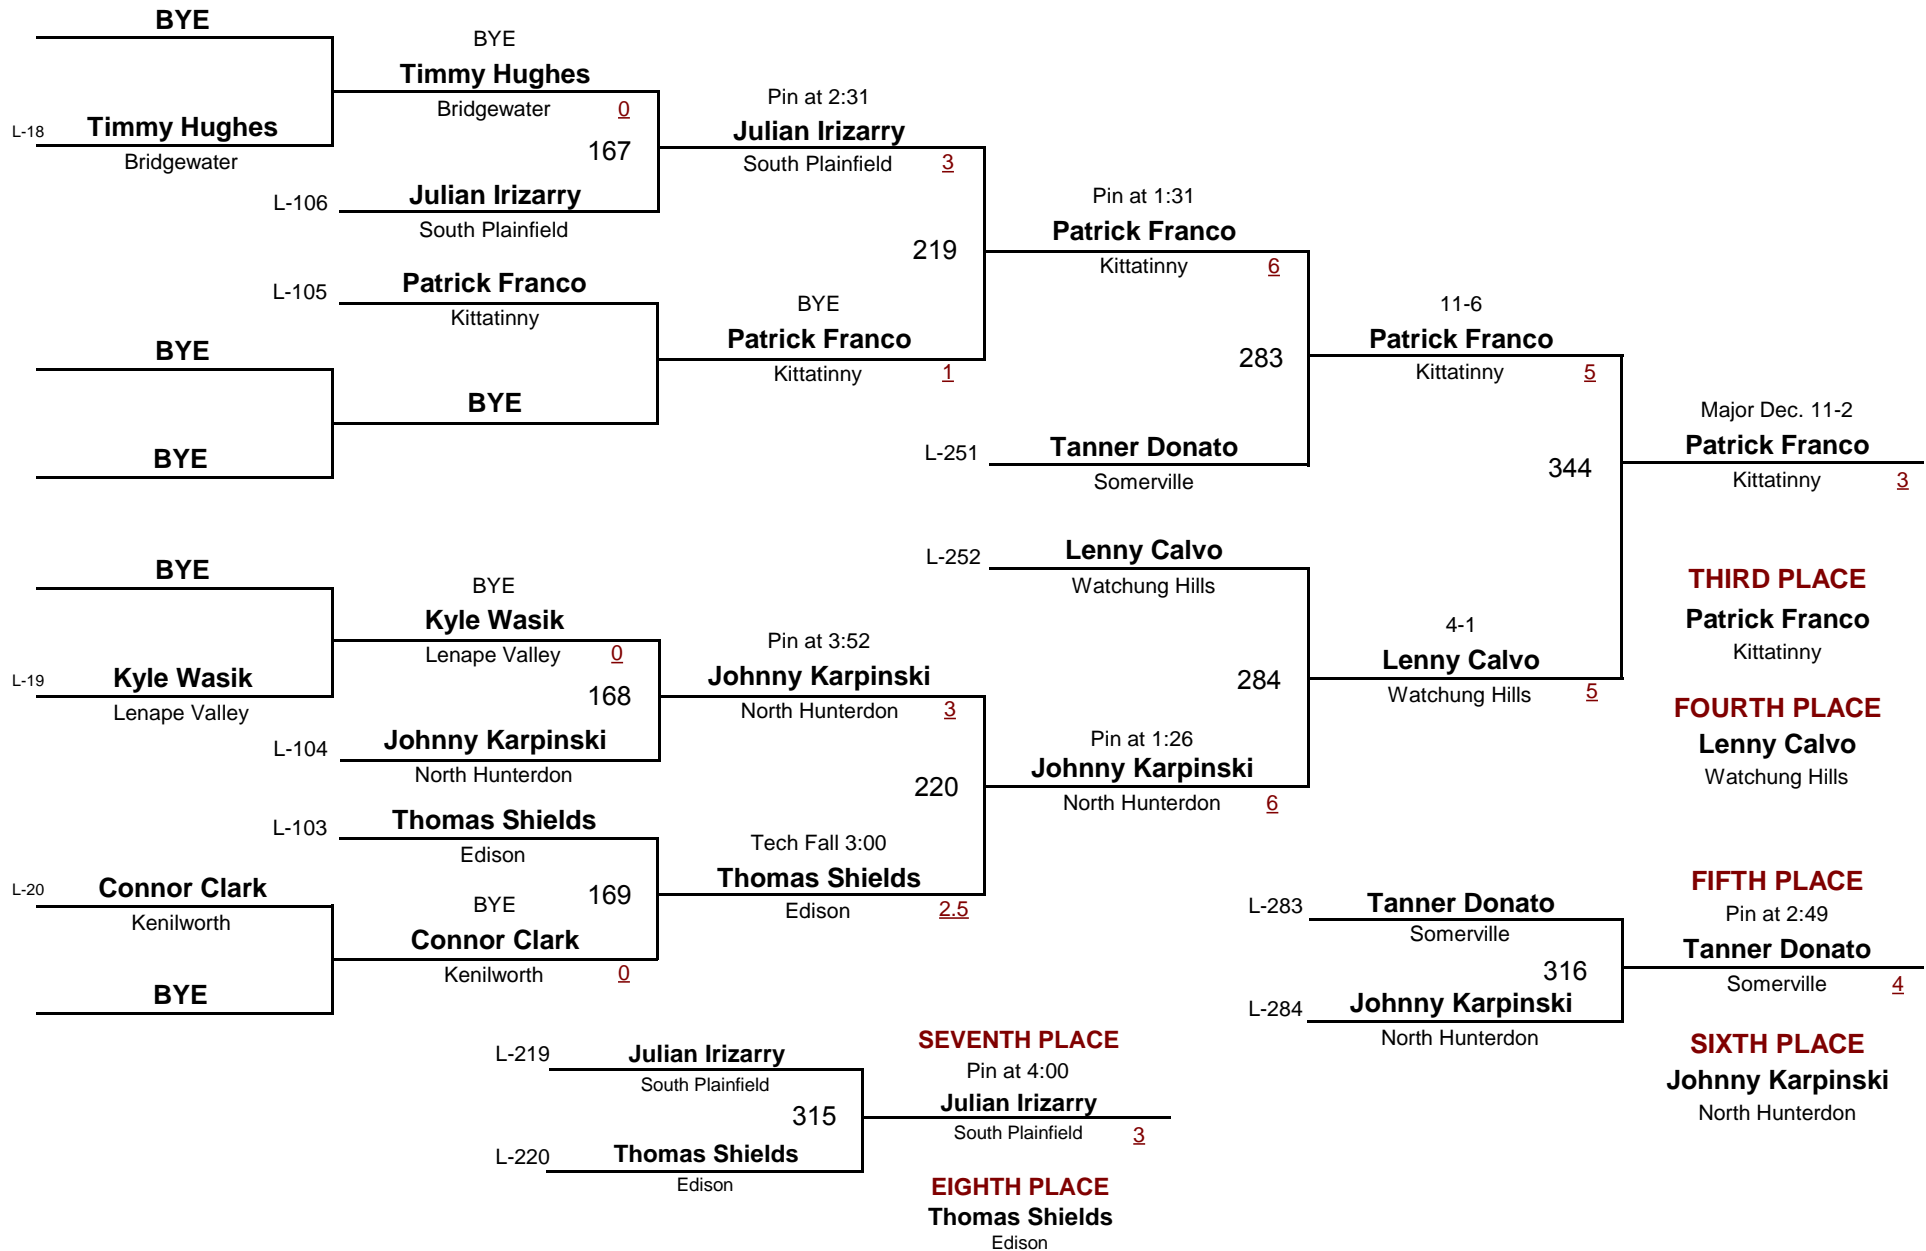 BYE
BYE
Timmy Hughes
Bridgewater 0
L-18 Timmy Hughes
Bridgewater
167
Pin at 2:31
Julian Irizarry
South Plainfield 3
L-106 Julian Irizarry
South Plainfield
219
Pin at 1:31
Patrick Franco
Kittatinny 6
L-105 Patrick Franco
Kittatinny
BYE
Patrick Franco
Kittatinny 1
BYE
BYE
BYE
283
11-6
Patrick Franco
Kittatinny 5
L-251 Tanner Donato
Somerville
344
Major Dec. 11-2
Patrick Franco
Kittatinny 3
BYE
BYE
Kyle Wasik
Lenape Valley 0
L-19 Kyle Wasik
Lenape Valley
168
Pin at 3:52
Johnny Karpinski
North Hunterdon 3
L-104 Johnny Karpinski
North Hunterdon
L-252 Lenny Calvo
Watchung Hills
284
4-1
Lenny Calvo
Watchung Hills 5
THIRD PLACE
Patrick Franco
Kittatinny
FOURTH PLACE
Lenny Calvo
Watchung Hills
220
Pin at 1:26
Johnny Karpinski
North Hunterdon 6
L-103 Thomas Shields
Edison
169
Tech Fall 3:00
Thomas Shields
Edison 2.5
L-20 Connor Clark
Kenilworth
BYE
Connor Clark
Kenilworth 0
BYE
L-283 Tanner Donato
Somerville
316
L-284 Johnny Karpinski
North Hunterdon
FIFTH PLACE
Pin at 2:49
Tanner Donato
Somerville 4
SIXTH PLACE
Johnny Karpinski
North Hunterdon
L-219 Julian Irizarry
South Plainfield
315
L-220 Thomas Shields
Edison
SEVENTH PLACE
Pin at 4:00
Julian Irizarry
South Plainfield 3
EIGHTH PLACE
Thomas Shields
Edison